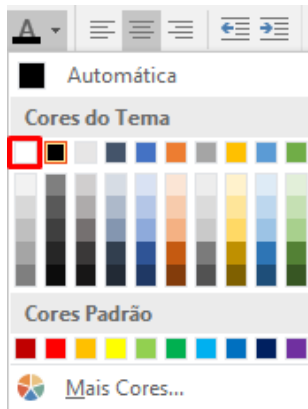 A
Automática
Cores do Tema
Cores Padrão
Mais Cores...